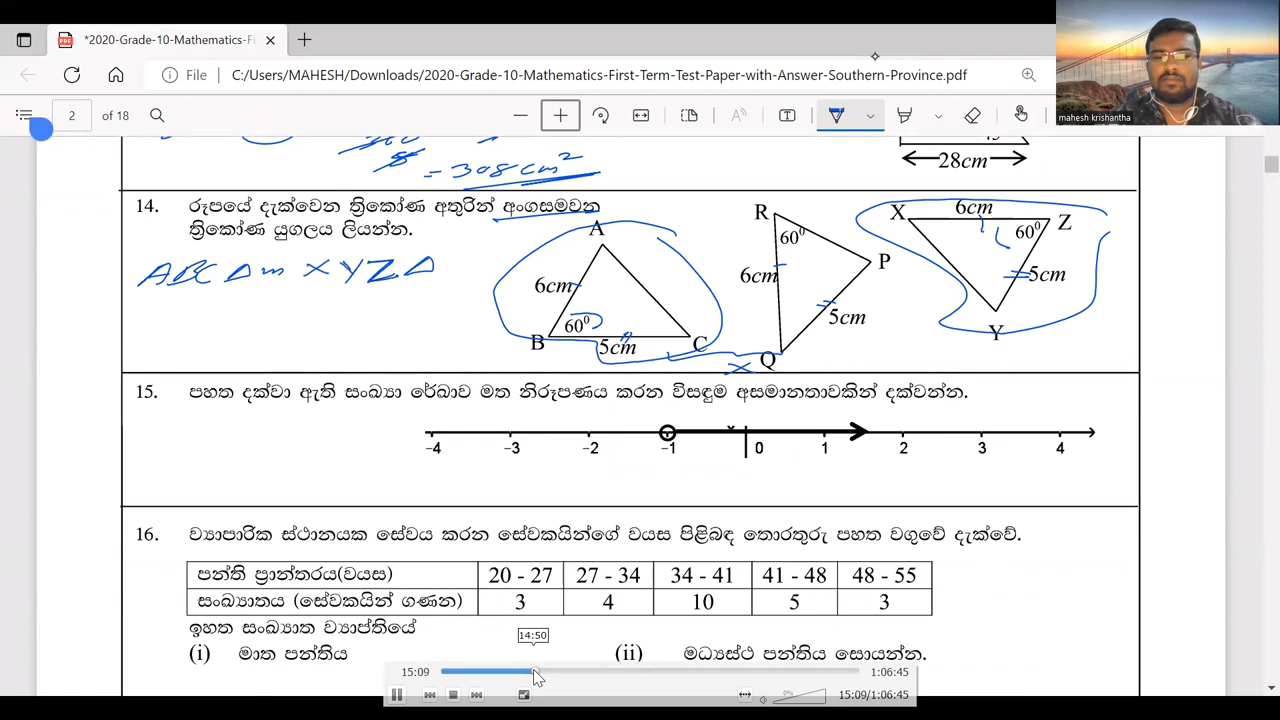 *2020-Grade-10-Mathematics-Fi
File C:/Users/MAHESH/Downloads/2020-Grade-10-Mathematics-First-Term-Test-Paper-with-Answer-Southern-Province.pdf
2 of 18
mahesh krishantha
= 308 cm²
28cm
14. රූපයේ දැක්වෙන ත්‍රිකෝණ අතුරින් අංගසමවන
ත්‍රිකෝණ යුගලය ලියන්න.
ABC Δ හා XYZ Δ
A
6cm
60⁰
B
5cm
C
R
60⁰
6cm
P
5cm
Q
X
6cm
60⁰
Z
5cm
Y
15. පහත දක්වා ඇති සංඛ්‍යා රේඛාව මත නිරූපණය කරන විසඳුම අසමානතාවකින් දක්වන්න.
-4 -3 -2 -1 0 1 2 3 4
16. ව්‍යාපාරික ස්ථානයක සේවය කරන සේවකයින්ගේ වයස පිළිබඳ තොරතුරු පහත වගුවේ දැක්වේ.
පන්ති ප්‍රාන්තරය(වයස) 20 - 27 27 - 34 34 - 41 41 - 48 48 - 55
සංඛ්‍යාතය (සේවකයින් ගණන) 3 4 10 5 3
ඉහත සංඛ්‍යාත ව්‍යාප්තියේ
14:50
(i) මාත පන්තිය (ii) මධ්‍යස්ථ පන්තිය සොයන්න.
15:09 1:06:45
0%
15:09/1:06:45